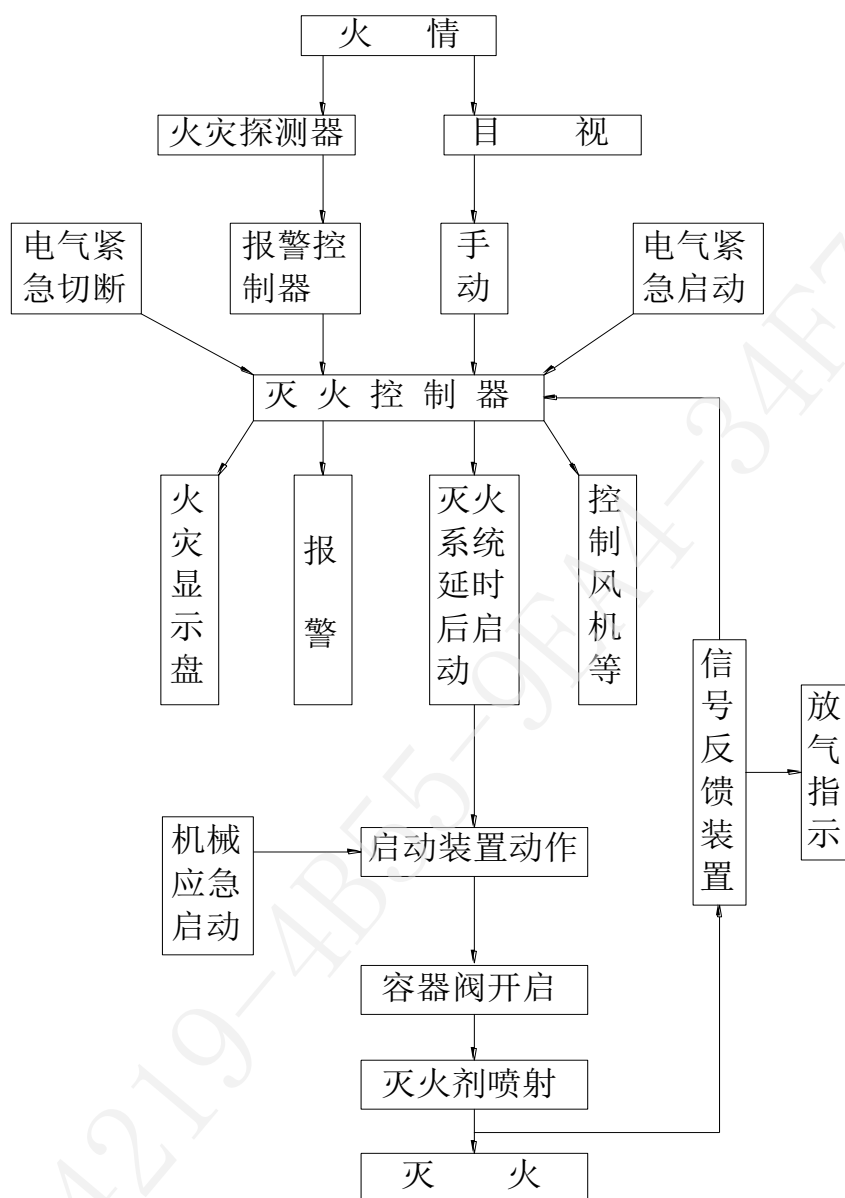 火 情
火灾探测器
目 视
电气紧
急切断
报警控
制器
手
动
电气紧
急启动
灭火控制器
火
灾
显
示
盘
报
警
灭火
系统
延时
后启
动
控
制
风
机
等
信
号
反
馈
装
置
放
气
指
示
机械
应急
启动
启动装置动作
容器阀开启
灭火剂喷射
灭 火
4219-4B55-9EA4-34F7